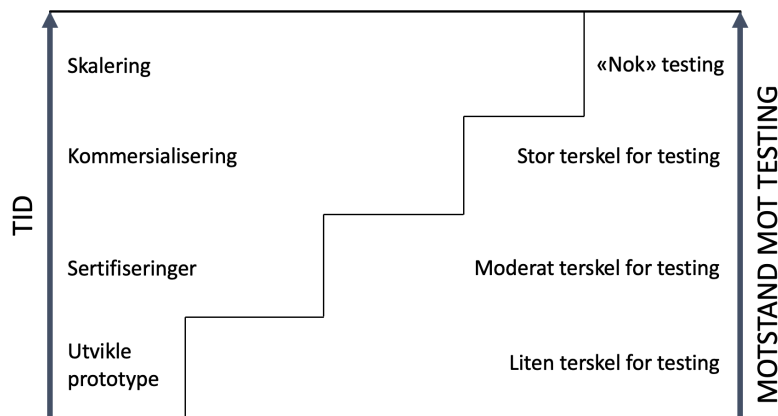 Skalering
«Nok» testing
Kommersialisering
Stor terskel for testing
Sertifiseringer
Moderat terskel for testing
Utvikle
prototype
Liten terskel for testing
TID
MOTSTAND MOT TESTING